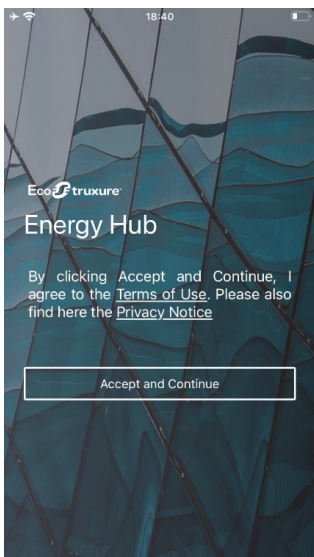 18:40
EcoStruxure
Energy Hub
By clicking Accept and Continue, I
agree to the Terms of Use. Please also
find here the Privacy Notice
Accept and Continue